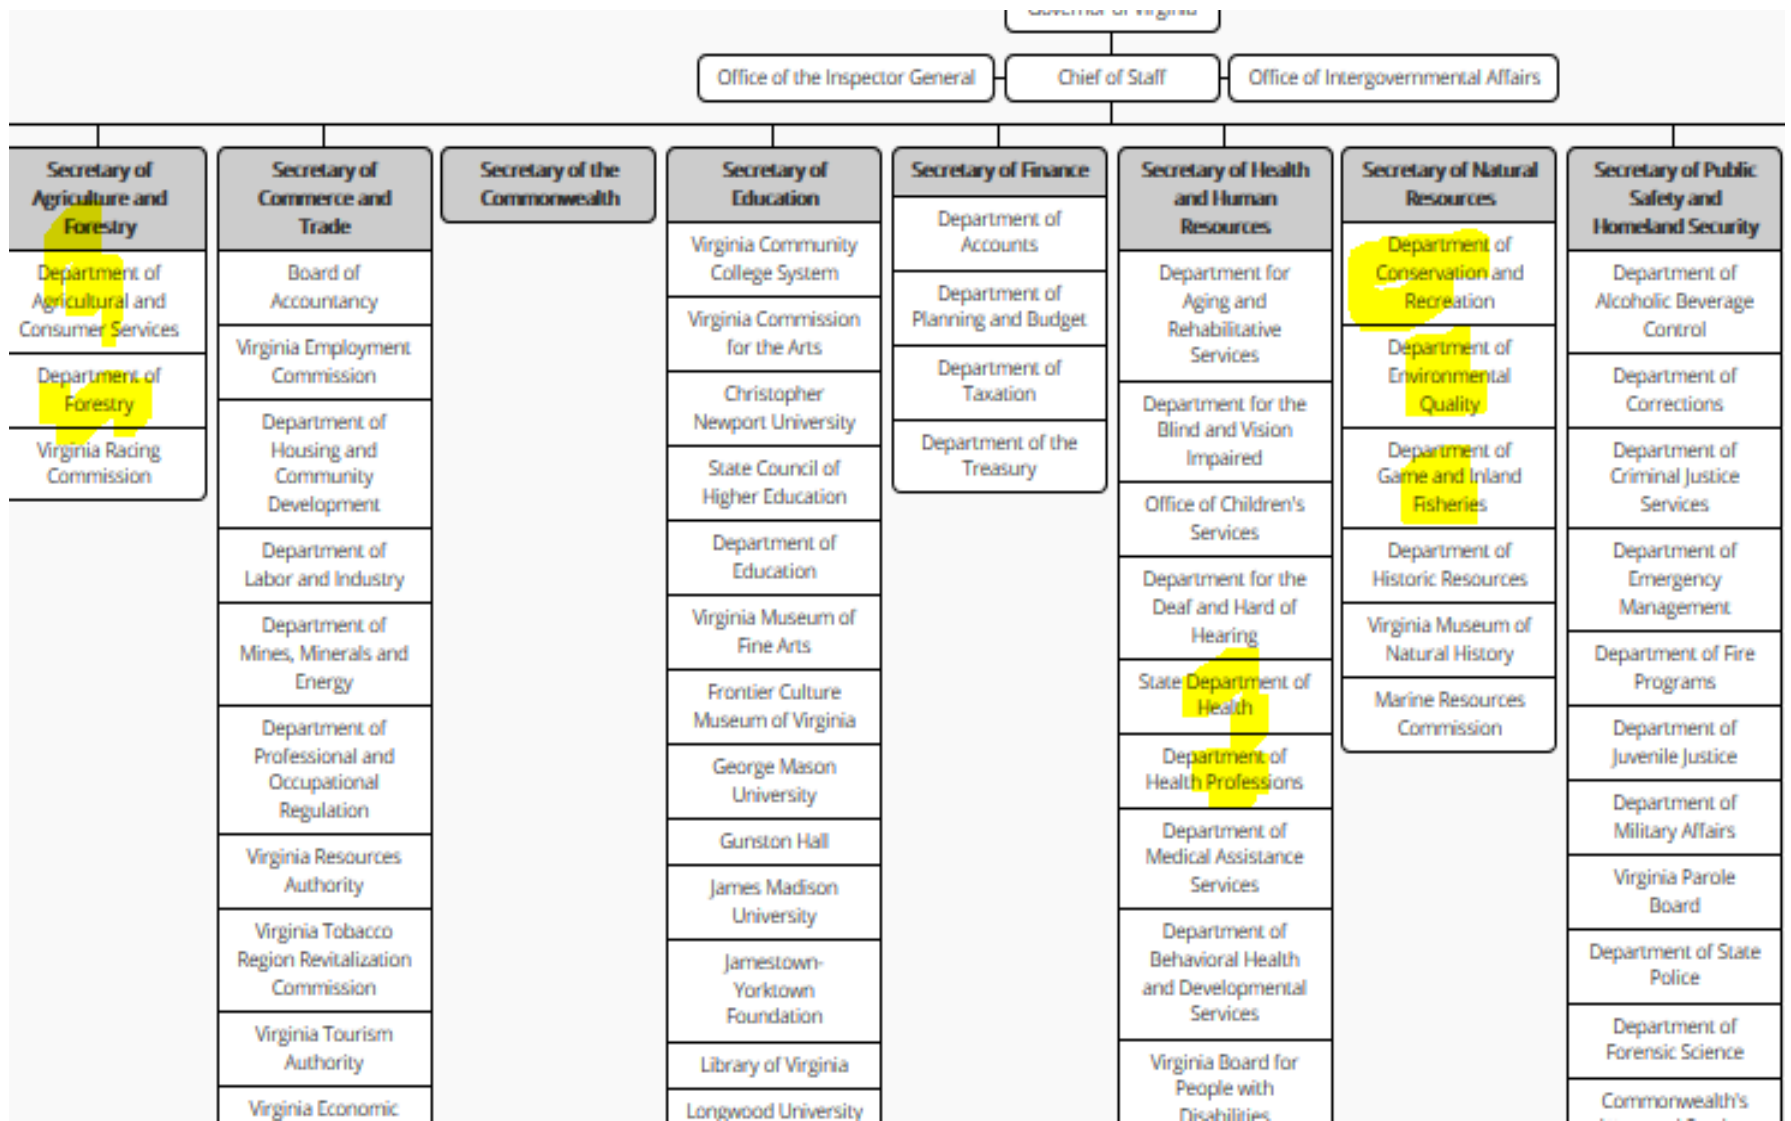 Governor of Virginia
Office of the Inspector General
Chief of Staff
Office of Intergovernmental Affairs
Secretary of
Agriculture and
Forestry
Department of
Agricultural and
Consumer Services
Department of
Forestry
Virginia Racing
Commission
Secretary of
Commerce and
Trade
Board of
Accountancy
Virginia Employment
Commission
Department of
Housing and
Community
Development
Department of
Labor and Industry
Department of
Mines, Minerals and
Energy
Department of
Professional and
Occupational
Regulation
Virginia Resources
Authority
Virginia Tobacco
Region Revitalization
Commission
Virginia Tourism
Authority
Virginia Economic
Secretary of the
Commonwealth
Secretary of
Education
Virginia Community
College System
Virginia Commission
for the Arts
Christopher
Newport University
State Council of
Higher Education
Department of
Education
Virginia Museum of
Fine Arts
Frontier Culture
Museum of Virginia
George Mason
University
Gunston Hall
James Madison
University
Jamestown-
Yorktown
Foundation
Library of Virginia
Longwood University
Secretary of Finance
Department of
Accounts
Department of
Planning and Budget
Department of
Taxation
Department of the
Treasury
Secretary of Health
and Human
Resources
Department for
Aging and
Rehabilitative
Services
Department for the
Blind and Vision
Impaired
Office of Children's
Services
Department for the
Deaf and Hard of
Hearing
State Department of
Health
Department of
Health Professions
Department of
Medical Assistance
Services
Department of
Behavioral Health
and Developmental
Services
Virginia Board for
People with
Disabilities
Secretary of Natural
Resources
Department of
Conservation and
Recreation
Department of
Environmental
Quality
Department of
Game and Inland
Fisheries
Department of
Historic Resources
Virginia Museum of
Natural History
Marine Resources
Commission
Secretary of Public
Safety and
Homeland Security
Department of
Alcoholic Beverage
Control
Department of
Corrections
Department of
Criminal Justice
Services
Department of
Emergency
Management
Department of Fire
Programs
Department of
Juvenile Justice
Department of
Military Affairs
Virginia Parole
Board
Department of State
Police
Department of
Forensic Science
Commonwealth's